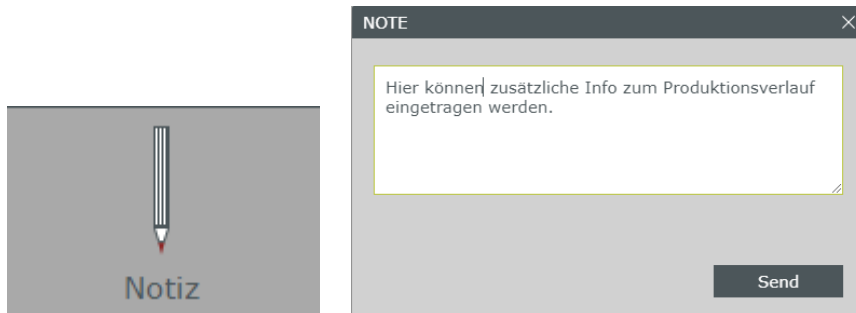 NOTE
Hier können zusätzliche Info zum Produktionsverlauf
eingetragen werden.
Notiz
Send